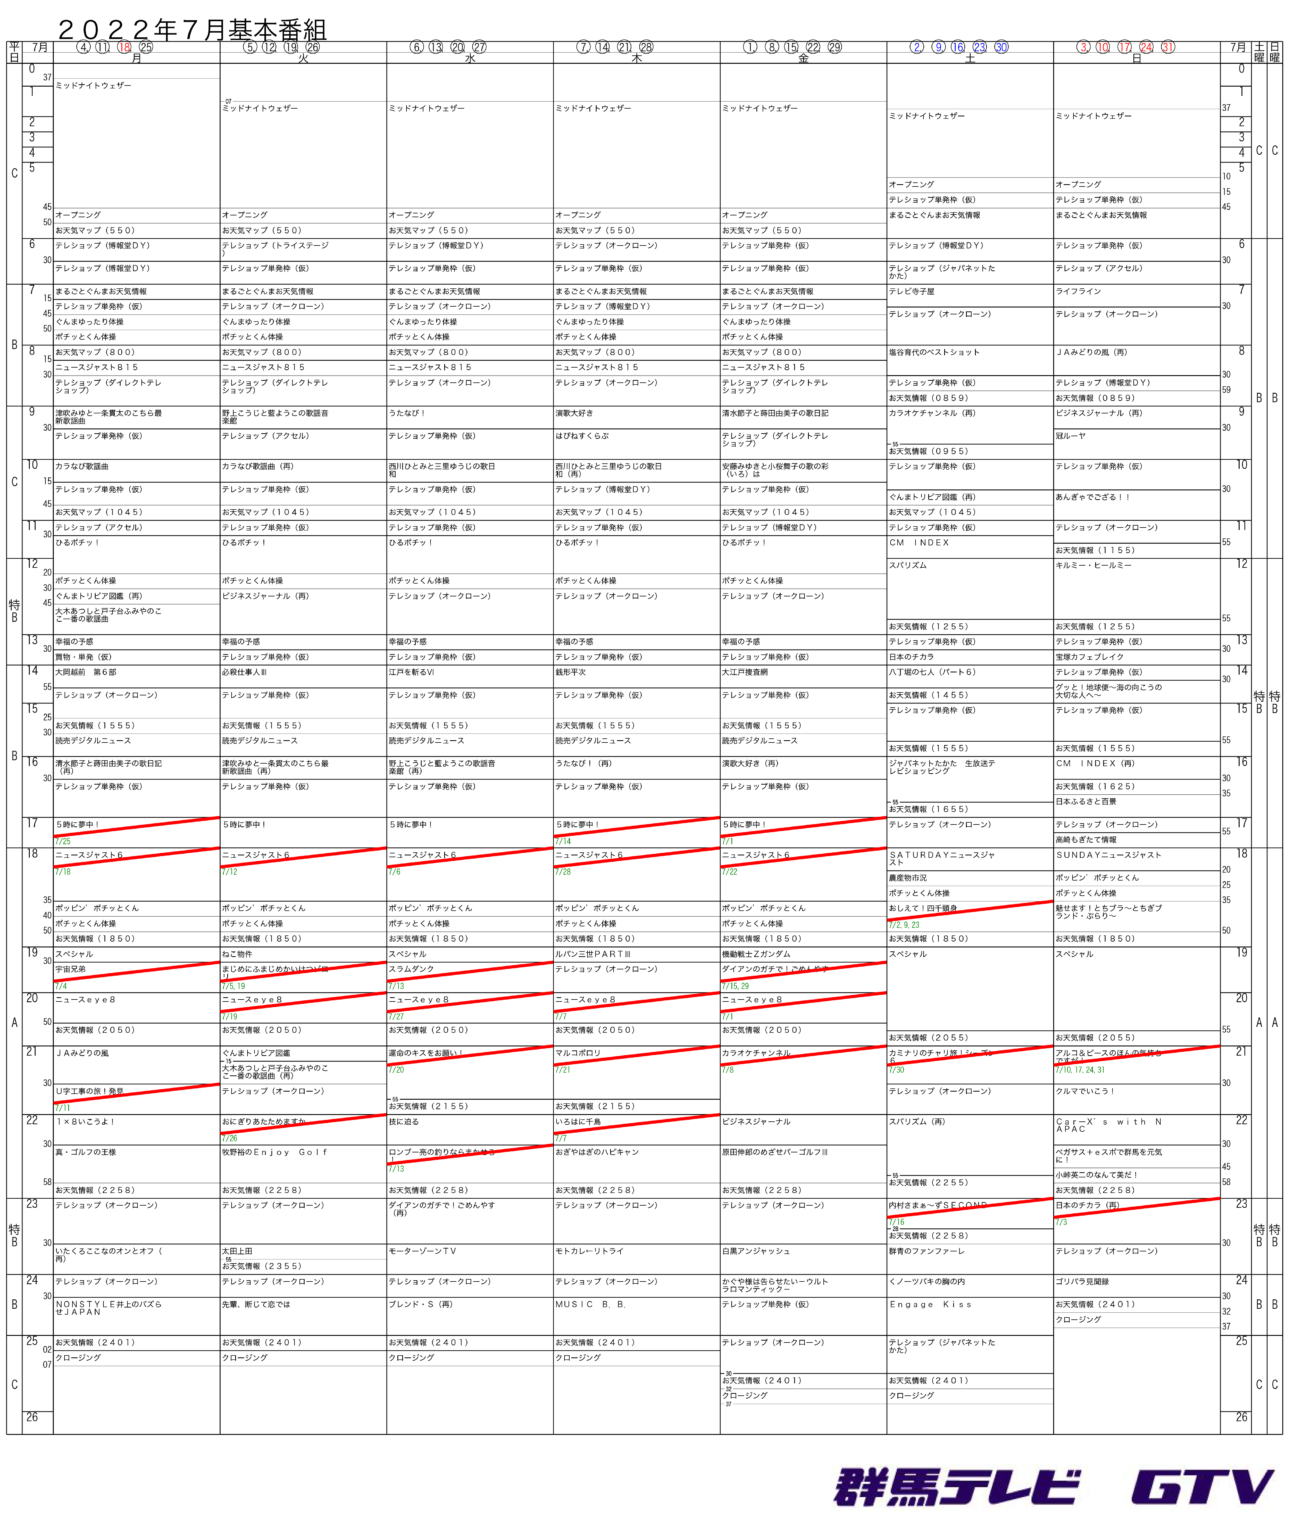 ２０２２年７月基本番組
平日 7月 ④ ⑪ ⑱ ㉕ ⑤ ⑫ ⑲ ㉖ ⑥ ⑬ ⑳ ㉗ ⑦ ⑭ ㉑ ㉘ ① ⑧ ⑮ ㉒ ㉙ ② ⑨ ⑯ ㉓ ㉚ ③ ⑩ ⑰ ㉔ ㉛ 7月 土曜 日曜
月 火 水 木 金 土 日
0 37 1 2 3 4 5 45 50 C
ミッドナイトウェザー
07
ミッドナイトウェザー ミッドナイトウェザー ミッドナイトウェザー ミッドナイトウェザー
ミッドナイトウェザー ミッドナイトウェザー
0 1 37 2 3 4 5 10 15 45 C C
オープニング オープニング
テレショップ単発枠（仮） テレショップ単発枠（仮）
オープニング オープニング オープニング オープニング オープニング まるごとぐんまお天気情報 まるごとぐんまお天気情報
お天気マップ（５５０） お天気マップ（５５０） お天気マップ（５５０） お天気マップ（５５０） お天気マップ（５５０）
6 テレショップ（博報堂ＤＹ） テレショップ（トライステージ） テレショップ（博報堂ＤＹ） テレショップ（オークローン） テレショップ単発枠（仮） テレショップ（博報堂ＤＹ） テレショップ単発枠（仮） 6
30 テレショップ（博報堂ＤＹ） テレショップ単発枠（仮） テレショップ単発枠（仮） テレショップ単発枠（仮） テレショップ単発枠（仮） テレショップ（ジャパネットたかた） テレショップ（アクセル） 30
7 まるごとぐんまお天気情報 まるごとぐんまお天気情報 まるごとぐんまお天気情報 まるごとぐんまお天気情報 まるごとぐんまお天気情報 テレビ寺子屋 ライフライン 7
15 テレショップ単発枠（仮） テレショップ（オークローン） テレショップ（オークローン） テレショップ（博報堂ＤＹ） テレショップ（オークローン） 30
45 ぐんまゆったり体操 ぐんまゆったり体操 ぐんまゆったり体操 ぐんまゆったり体操 ぐんまゆったり体操 テレショップ（オークローン） テレショップ（オークローン）
50 ポチッとくん体操 ポチッとくん体操 ポチッとくん体操 ポチッとくん体操 ポチッとくん体操
B
8 お天気マップ（８００） お天気マップ（８００） お天気マップ（８００） お天気マップ（８００） お天気マップ（８００） 塩谷育代のベストショット ＪＡみどりの風（再） 8
15 ニュースジャスト８１５ ニュースジャスト８１５ ニュースジャスト８１５ ニュースジャスト８１５ ニュースジャスト８１５
30 テレショップ（ダイレクトテレショップ） テレショップ（ダイレクトテレショップ） テレショップ（オークローン） テレショップ（オークローン） テレショップ（ダイレクトテレショップ） テレショップ単発枠（仮） テレショップ（博報堂ＤＹ） 30
お天気情報（０８５９） お天気情報（０８５９） 59 B B
9 津吹みゆと一条貫太のこちら最新歌謡曲 野上こうじと藍ようこの歌謡音楽館 うたなび！ 演歌大好き 清水節子と蒔田由美子の歌日記 カラオケチャンネル（再） ビジネスジャーナル（再） 9
30 テレショップ単発枠（仮） テレショップ（アクセル） テレショップ単発枠（仮） はぴねすくらぶ テレショップ（ダイレクトテレショップ） 冠ルーヤ 30
55 お天気情報（０９５５）
10 カラなび歌謡曲 カラなび歌謡曲（再） 西川ひとみと三里ゆうじの歌日和 西川ひとみと三里ゆうじの歌日和（再） 安藤みゆきと小桜舞子の歌の彩（いろ）は テレショップ単発枠（仮） テレショップ単発枠（仮） 10
C
15 テレショップ単発枠（仮） テレショップ単発枠（仮） テレショップ単発枠（仮） テレショップ（博報堂ＤＹ） テレショップ単発枠（仮） ぐんまトリビア図鑑（再） あんぎゃでござる！！ 30
45 お天気マップ（１０４５） お天気マップ（１０４５） お天気マップ（１０４５） お天気マップ（１０４５） お天気マップ（１０４５） お天気マップ（１０４５）
11 テレショップ（アクセル） テレショップ単発枠（仮） テレショップ単発枠（仮） テレショップ単発枠（仮） テレショップ（博報堂ＤＹ） テレショップ単発枠（仮） テレショップ（オークローン） 11
30 ひるポチッ！ ひるポチッ！ ひるポチッ！ ひるポチッ！ ひるポチッ！ ＣＭ　ＩＮＤＥＸ お天気情報（１１５５） 55
12 スパリズム キルミー・ヒールミー 12
20 ポチッとくん体操 ポチッとくん体操 ポチッとくん体操 ポチッとくん体操
30 ぐんまトリビア図鑑（再） ビジネスジャーナル（再） テレショップ（オークローン） テレショップ（オークローン） テレショップ（オークローン）
特B
45 大木あつしと戸子台ふみやのここ一番の歌謡曲
お天気情報（１２５５） お天気情報（１２５５） 55
13 幸福の予感 幸福の予感 幸福の予感 幸福の予感 幸福の予感 テレショップ単発枠（仮） テレショップ単発枠（仮） 13
30 買物・単発（仮） テレショップ単発枠（仮） テレショップ単発枠（仮） テレショップ単発枠（仮） テレショップ単発枠（仮） 日本のチカラ 宝塚カフェブレイク 30
14 大岡越前　第６部 必殺仕事人Ⅲ 江戸を斬るⅥ 銭形平次 大江戸捜査網 八丁堀の七人（パート６） テレショップ単発枠（仮） 14
30 グッと！地球便～海の向こうの大切な人へ～
55 テレショップ（オークローン） テレショップ単発枠（仮） テレショップ単発枠（仮） テレショップ単発枠（仮） テレショップ単発枠（仮） お天気情報（１４５５）
特B 特B
15 テレショップ単発枠（仮） テレショップ単発枠（仮） 15
25 お天気情報（１５５５） お天気情報（１５５５） お天気情報（１５５５） お天気情報（１５５５） お天気情報（１５５５）
30 読売デジタルニュース 読売デジタルニュース 読売デジタルニュース 読売デジタルニュース 読売デジタルニュース お天気情報（１５５５） お天気情報（１５５５） 55
B
16 清水節子と蒔田由美子の歌日記（再） 津吹みゆと一条貫太のこちら最新歌謡曲（再） 野上こうじと藍ようこの歌謡音楽館（再） うたなび！（再） 演歌大好き（再） ジャパネットたかた　生放送テレビショッピング ＣＭ　ＩＮＤＥＸ（再） 16
30 テレショップ単発枠（仮） テレショップ単発枠（仮） テレショップ単発枠（仮） テレショップ単発枠（仮） テレショップ単発枠（仮） お天気情報（１６２５） 30
日本ふるさと百景 35
55 お天気情報（１６５５）
17 ５時に夢中！ ５時に夢中！ ５時に夢中！ ５時に夢中！ ５時に夢中！ テレショップ（オークローン） テレショップ（オークローン） 17
7/25 7/14 7/1 高崎もぎたて情報 55
18 ニュースジャスト６ ニュースジャスト６ ニュースジャスト６ ニュースジャスト６ ニュースジャスト６ ＳＡＴＵＲＤＡＹニュースジャスト ＳＵＮＤＡＹニュースジャスト 18
7/18 7/12 7/6 7/28 7/22 農産物市況 ポッピン’ポチッとくん 20
ポチッとくん体操 ポチッとくん体操 25
35 ポッピン’ポチッとくん ポッピン’ポチッとくん ポッピン’ポチッとくん ポッピン’ポチッとくん ポッピン’ポチッとくん おしえて！四千頭身 魅せます！とちプラ～とちぎブランド・ぶらり～ 35
40 ポチッとくん体操 ポチッとくん体操 ポチッとくん体操 ポチッとくん体操 ポチッとくん体操 7/2, 9, 23
50 お天気情報（１８５０） お天気情報（１８５０） お天気情報（１８５０） お天気情報（１８５０） お天気情報（１８５０） お天気情報（１８５０） お天気情報（１８５０） 50
19 スペシャル ねこ物件 スペシャル ルパン三世ＰＡＲＴⅢ 機動戦士Ｚガンダム スペシャル スペシャル 19
30 宇宙兄弟 まじめにふまじめかいけつゾロリ スラムダンク テレショップ（オークローン） ダイアンのガチで！ごめんやす
7/4 7/5, 19 7/13 7/15, 29
20 ニュースｅｙｅ８ ニュースｅｙｅ８ ニュースｅｙｅ８ ニュースｅｙｅ８ ニュースｅｙｅ８ 20
7/19 7/27 7/7 7/1
A A A
50 お天気情報（２０５０） お天気情報（２０５０） お天気情報（２０５０） お天気情報（２０５０） お天気情報（２０５０） お天気情報（２０５５） お天気情報（２０５５） 55
21 ＪＡみどりの風 ぐんまトリビア図鑑 運命のキスをお願い！ マルコポロリ カラオケチャンネル カミナリのチャリ旅！シーズン６ アルコ＆ピースのほんの気持ちですが！ 21
15 大木あつしと戸子台ふみやのここ一番の歌謡曲（再） 7/20 7/21 7/8 7/30 7/10, 17, 24, 31
30 Ｕ字工事の旅！発見 テレショップ（オークローン） テレショップ（オークローン） クルマでいこう！ 30
7/11 55 お天気情報（２１５５） お天気情報（２１５５）
22 １×８いこうよ！ おにぎりあたためますか 技に迫る いろはに千鳥 ビジネスジャーナル スパリズム（再） Ｃａｒ－Ｘ’ｓ　ｗｉｔｈ　ＮＡＰＡＣ 22
7/26 7/7
30 真・ゴルフの王様 牧野裕のＥｎｊｏｙ　Ｇｏｌｆ ロンブー亮の釣りならまかせろ！ おぎやはぎのハピキャン 原田伸郎のめざせパーゴルフⅢ ペガサス＋ｅスポで群馬を元気に！ 30
7/13 小峠英二のなんて美だ！ 45
58 お天気情報（２２５８） お天気情報（２２５８） お天気情報（２２５８） お天気情報（２２５８） お天気情報（２２５８） 55 お天気情報（２２５５） お天気情報（２２５８） 58
23 テレショップ（オークローン） テレショップ（オークローン） ダイアンのガチで！ごめんやす（再） テレショップ（オークローン） テレショップ（オークローン） 内村さまぁ～ずＳＥＣＯＮＤ 日本のチカラ（再） 23
7/16 7/3
特B 特B 特B
28 お天気情報（２２５８）
30 いたくろここなのオンとオフ（再） 太田上田 モーターゾーンＴＶ モトカレ←リトライ 白黒アンジャッシュ 群青のファンファーレ テレショップ（オークローン） 30
55 お天気情報（２３５５）
24 テレショップ（オークローン） テレショップ（オークローン） テレショップ（オークローン） テレショップ（オークローン） かぐや様は告らせたい－ウルトラロマンティック－ くノ一ツバキの胸の内 ゴリパラ見聞録 24
B B B
30 ＮＯＮＳＴＹＬＥ井上のバズらせＪＡＰＡＮ 先輩、断じて恋では ブレンド・Ｓ（再） ＭＵＳＩＣ　Ｂ．Ｂ． テレショップ単発枠（仮） Ｅｎｇａｇｅ　Ｋｉｓｓ お天気情報（２４０１） 30
クロージング 32
37
25 お天気情報（２４０１） お天気情報（２４０１） お天気情報（２４０１） お天気情報（２４０１） テレショップ（オークローン） テレショップ（ジャパネットたかた） 25
02 クロージング クロージング クロージング クロージング
07
C C C
30 お天気情報（２４０１） お天気情報（２４０１）
32 クロージング クロージング
37
26 26
群馬テレビ　GTV